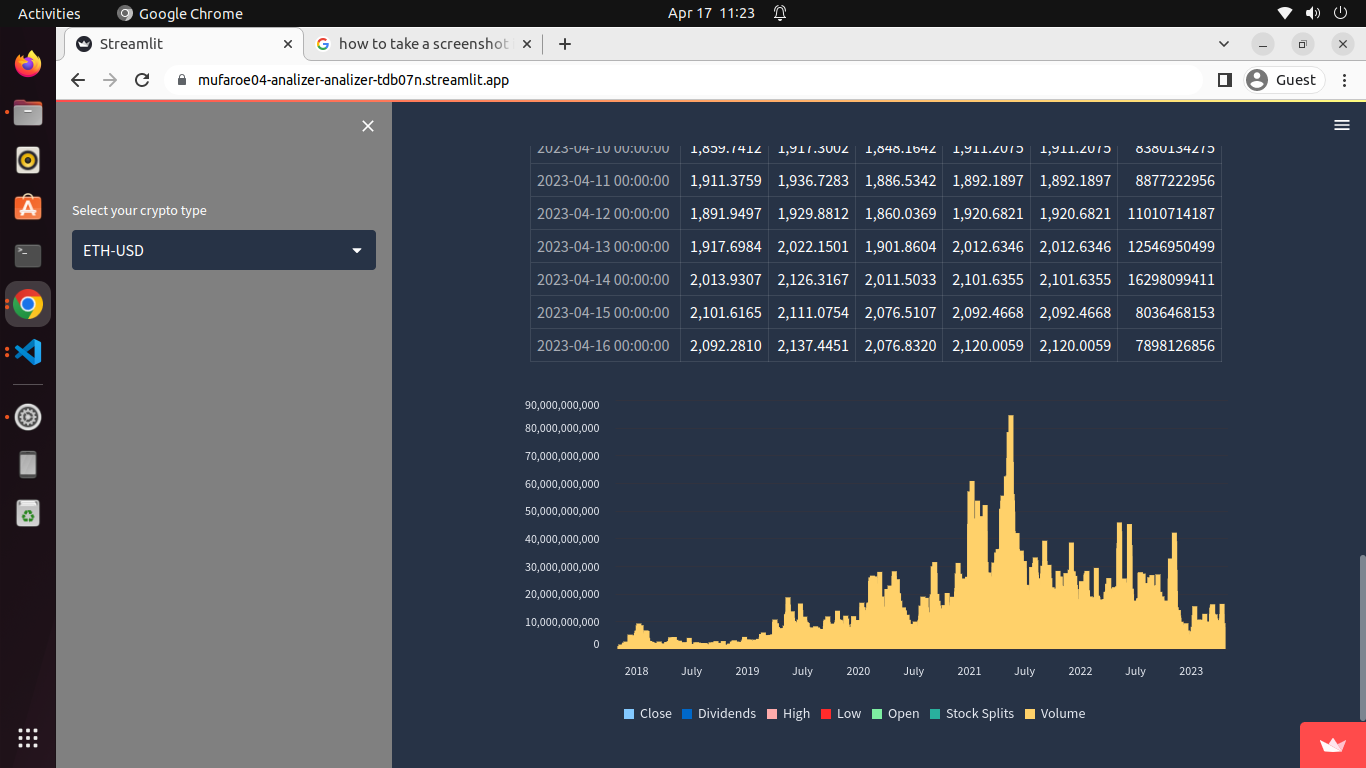 Activities Google Chrome Apr 17 11:23
Streamlit how to take a screenshot
mufaroe04-analizer-analizer-tdb07n.streamlit.app Guest
Select your crypto type
ETH-USD
2023-04-10 00:00:00 1,859.7412 1,917.3002 1,848.1642 1,911.2075 1,911.2075 8380134275
2023-04-11 00:00:00 1,911.3759 1,936.7283 1,886.5342 1,892.1897 1,892.1897 8877222956
2023-04-12 00:00:00 1,891.9497 1,929.8812 1,860.0369 1,920.6821 1,920.6821 11010714187
2023-04-13 00:00:00 1,917.6984 2,022.1501 1,901.8604 2,012.6346 2,012.6346 12546950499
2023-04-14 00:00:00 2,013.9307 2,126.3167 2,011.5033 2,101.6355 2,101.6355 16298099411
2023-04-15 00:00:00 2,101.6165 2,111.0754 2,076.5107 2,092.4668 2,092.4668 8036468153
2023-04-16 00:00:00 2,092.2810 2,137.4451 2,076.8320 2,120.0059 2,120.0059 7898126856
90,000,000,000
80,000,000,000
70,000,000,000
60,000,000,000
50,000,000,000
40,000,000,000
30,000,000,000
20,000,000,000
10,000,000,000
0
2018 July 2019 July 2020 July 2021 July 2022 July 2023
Close Dividends High Low Open Stock Splits Volume